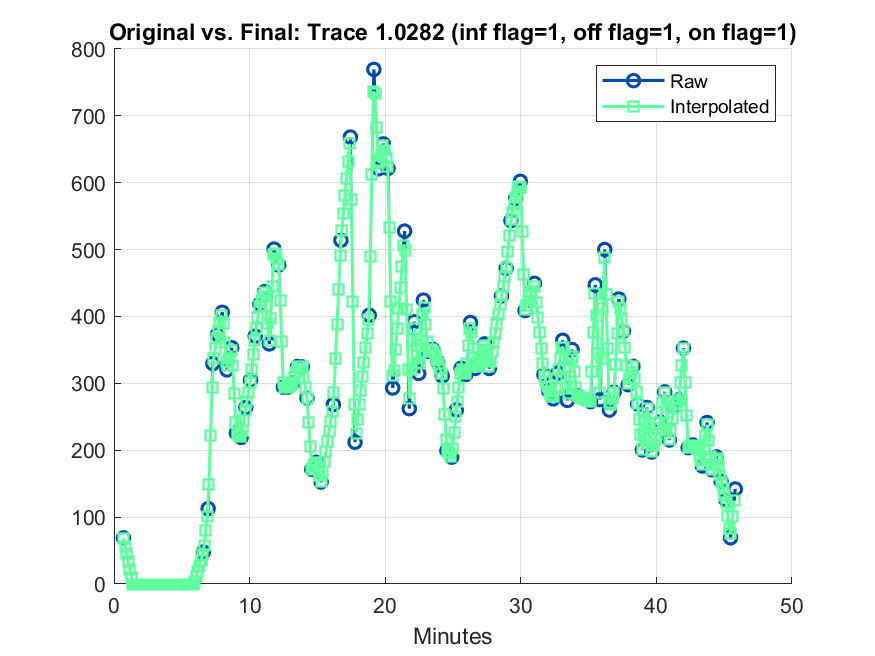 Original vs. Final: Trace 1.0282 (inf flag=1, off flag=1, on flag=1)
800
700
600
500
400
300
200
100
0
Raw
Interpolated
0 10 20 30 40 50
Minutes